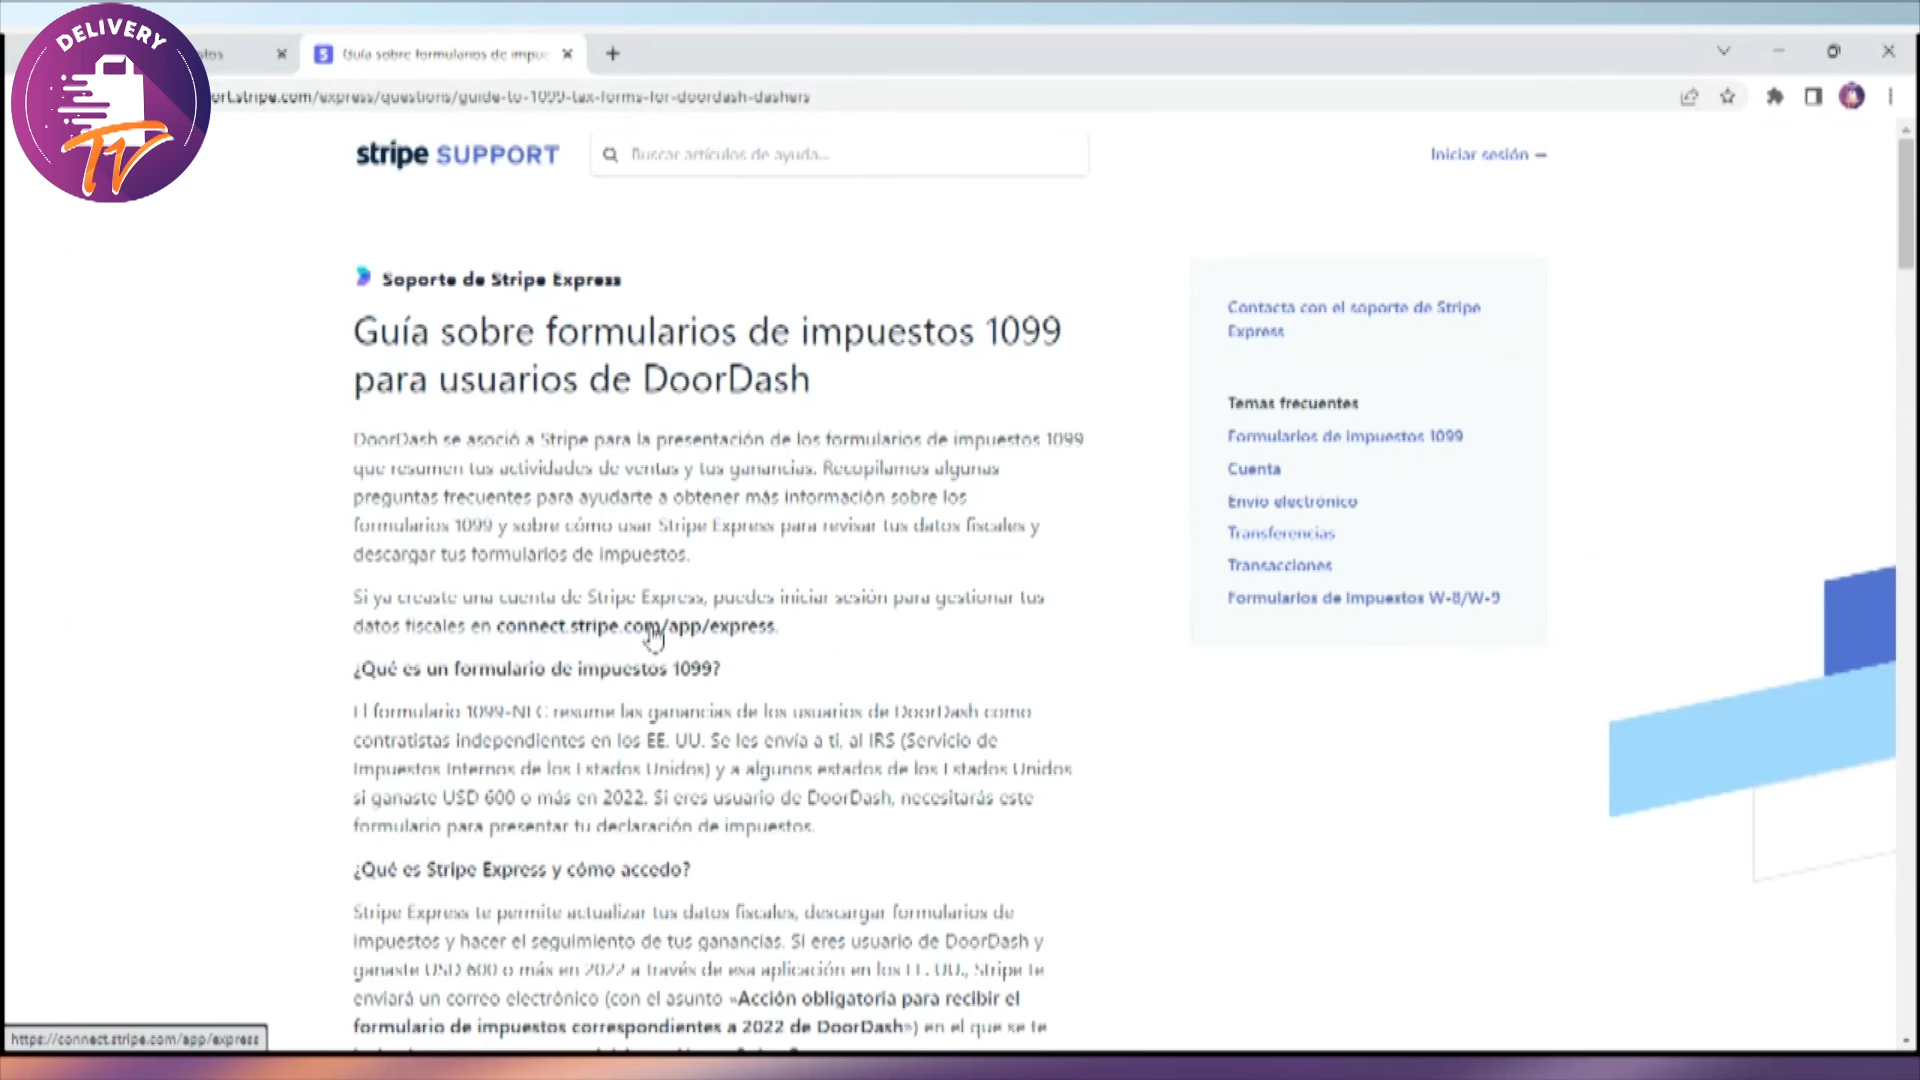 DELIVERY
TV
Guía sobre formularios de impu
stripe.com/express/questions/guide-to-1099-tax-forms-for-doordash-dashers
stripe SUPPORT
Buscar artículos de ayuda...
Iniciar sesión
Soporte de Stripe Express
Guía sobre formularios de impuestos 1099
para usuarios de DoorDash
DoorDash se asoció a Stripe para la presentación de los formularios de impuestos 1099
que resumen tus actividades de ventas y tus ganancias. Recopilamos algunas
preguntas frecuentes para ayudarte a obtener más información sobre los
formularios 1099 y sobre cómo usar Stripe Express para revisar tus datos fiscales y
descargar tus formularios de impuestos.
Si ya creaste una cuenta de Stripe Express, puedes iniciar sesión para gestionar tus
datos fiscales en connect.stripe.com/app/express.
¿Qué es un formulario de impuestos 1099?
El formulario 1099-NEC resume las ganancias de los usuarios de DoorDash como
contratistas independientes en los EE. UU. Se les envía a ti, al IRS (Servicio de
Impuestos Internos de los Estados Unidos) y a algunos estados de los Estados Unidos
si ganaste USD 600 o más en 2022. Si eres usuario de DoorDash, necesitarás este
formulario para presentar tu declaración de impuestos.
¿Qué es Stripe Express y cómo accedo?
Stripe Express te permite actualizar tus datos fiscales, descargar formularios de
impuestos y hacer el seguimiento de tus ganancias. Si eres usuario de DoorDash y
ganaste USD 600 o más en 2022 a través de esa aplicación en los EE. UU., Stripe te
enviará un correo electrónico (con el asunto «Acción obligatoria para recibir el
formulario de impuestos correspondientes a 2022 de DoorDash») en el que se te
Contacta con el soporte de Stripe
Express
Temas frecuentes
Formularios de impuestos 1099
Cuenta
Envío electrónico
Transferencias
Transacciones
Formularios de impuestos W-8/W-9
https://connect.stripe.com/app/express